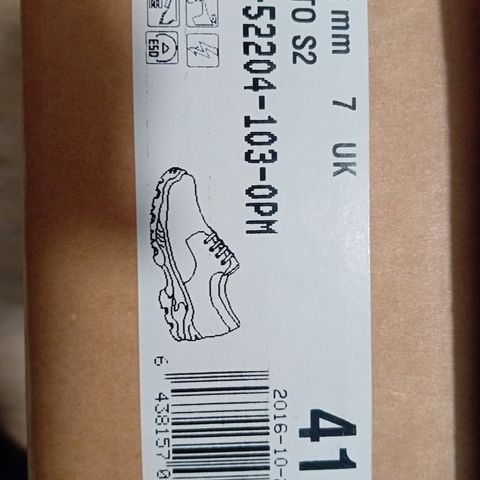 mm 7 UK 41
TO S2
52204-103-0PM
2016-10-
ESD
6 438157 0